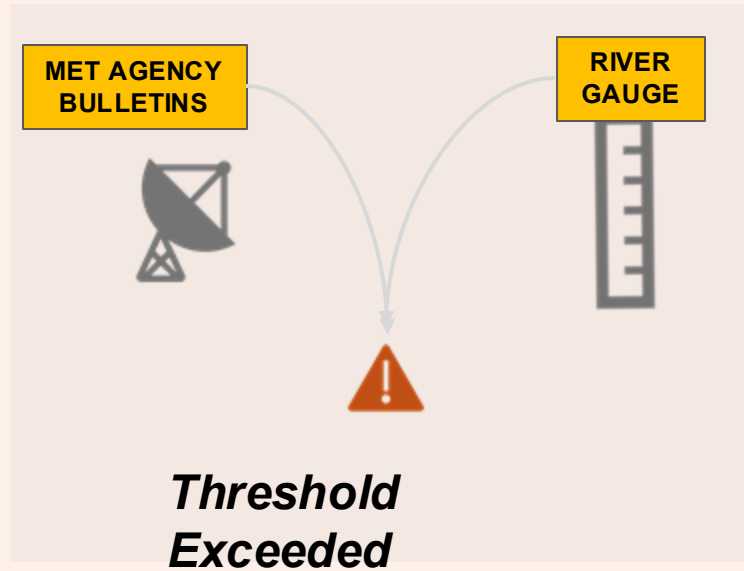 MET AGENCY
BULLETINS
RIVER
GAUGE
Threshold
Exceeded